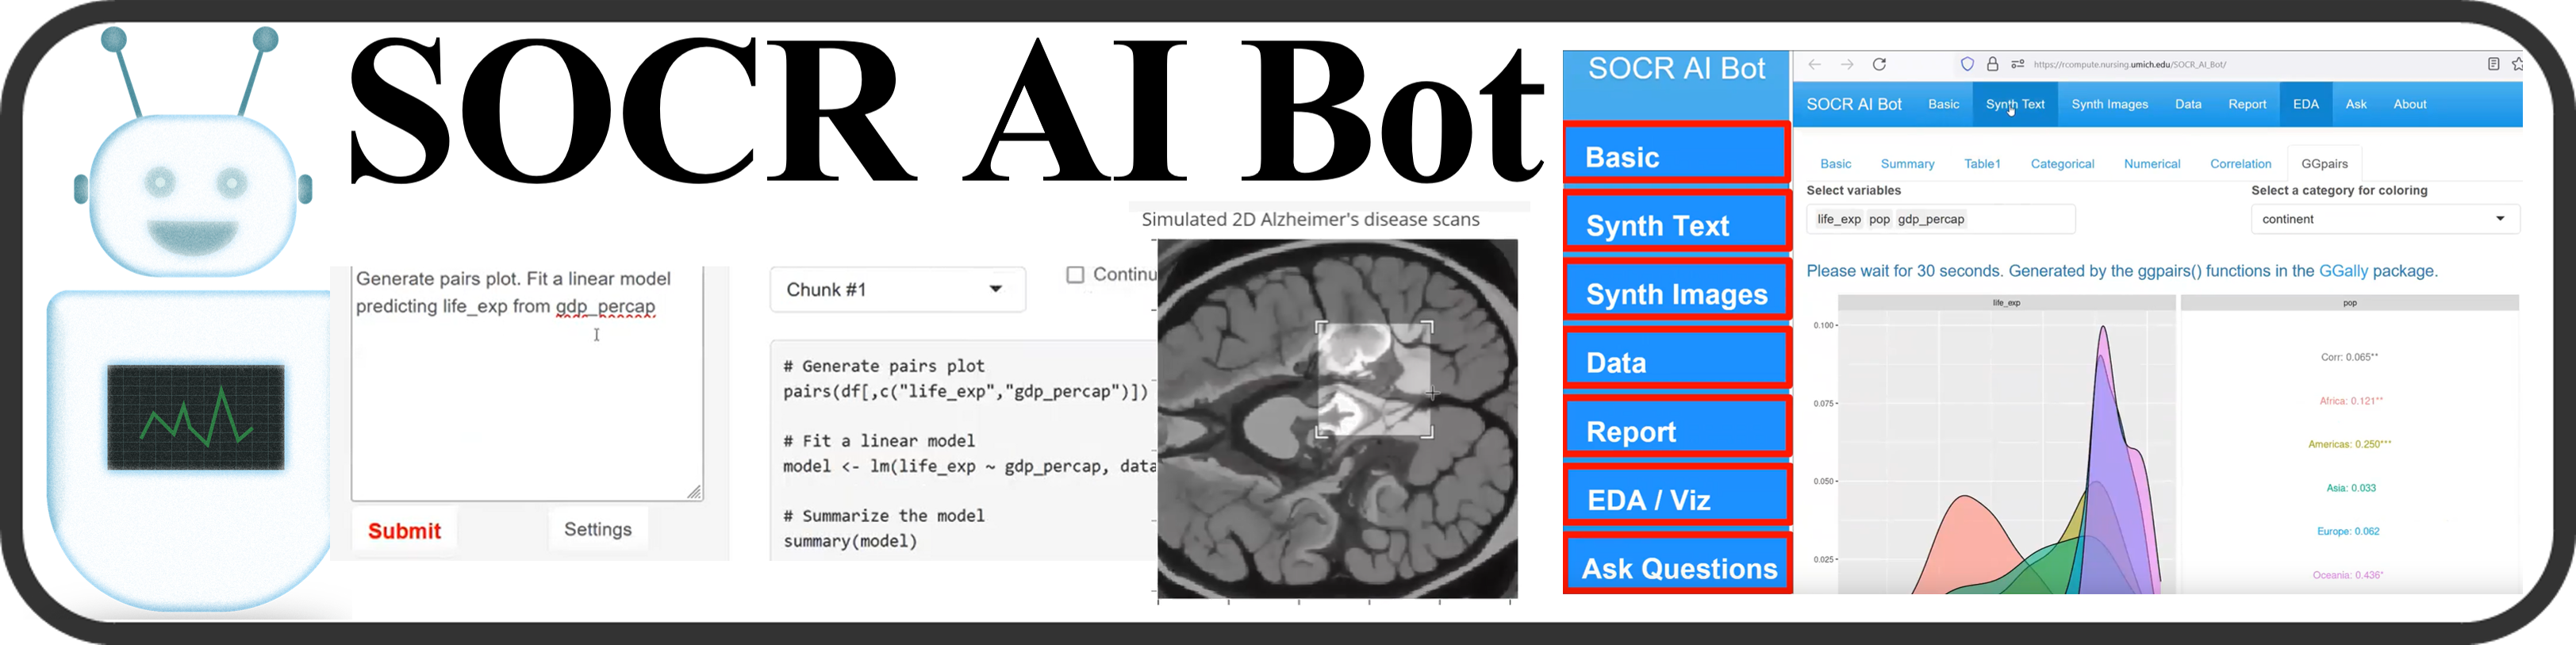 SOCR AI Bot
Generate pairs plot. Fit a linear model
predicting life_exp from gdp_percap
Submit
Settings
Chunk #1
Continu
# Generate pairs plot
pairs(df[,c("life_exp","gdp_percap")])
# Fit a linear model
model <- lm(life_exp ~ gdp_percap, data
# Summarize the model
summary(model)
Simulated 2D Alzheimer's disease scans
SOCR AI Bot
Basic
Synth Text
Synth Images
Data
Report
EDA / Viz
Ask Questions
https://rcompute.nursing.umich.edu/SOCR_AI_Bot/
SOCR AI Bot Basic Synth Text Synth Images Data Report EDA Ask About
Basic Summary Table1 Categorical Numerical Correlation GGpairs
Select variables
life_exp pop gdp_percap
Select a category for coloring
continent
Please wait for 30 seconds. Generated by the ggpairs() functions in the GGally package.
life_exp
pop
0.100
0.075
0.050
0.025
Corr: 0.065**
Africa: 0.121**
Americas: 0.250***
Asia: 0.033
Europe: 0.062
Oceania: 0.436*